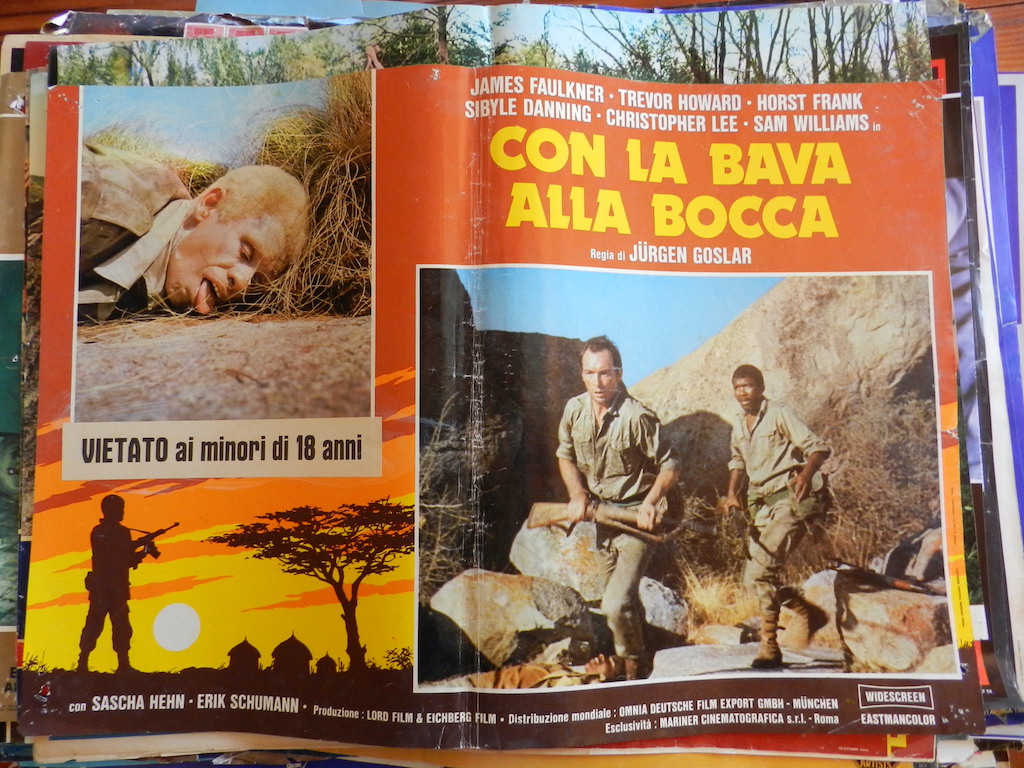 JAMES FAULKNER · TREVOR HOWARD · HORST FRANK
SIBYLE DANNING · CHRISTOPHER LEE · SAM WILLIAMS in
CON LA BAVA
ALLA BOCCA
Regia di JÜRGEN GOSLAR
VIETATO ai minori di 18 anni
con SASCHA HEHN · ERIK SCHUMANN · Produzione : LORD FILM & EICHBERG FILM · Distribuzione mondiale : OMNIA DEUTSCHE FILM EXPORT GMBH - MÜNCHEN
Esclusività : MARINER CINEMATOGRAFICA s.r.l. - Roma
WIDESCREEN
EASTMANCOLOR